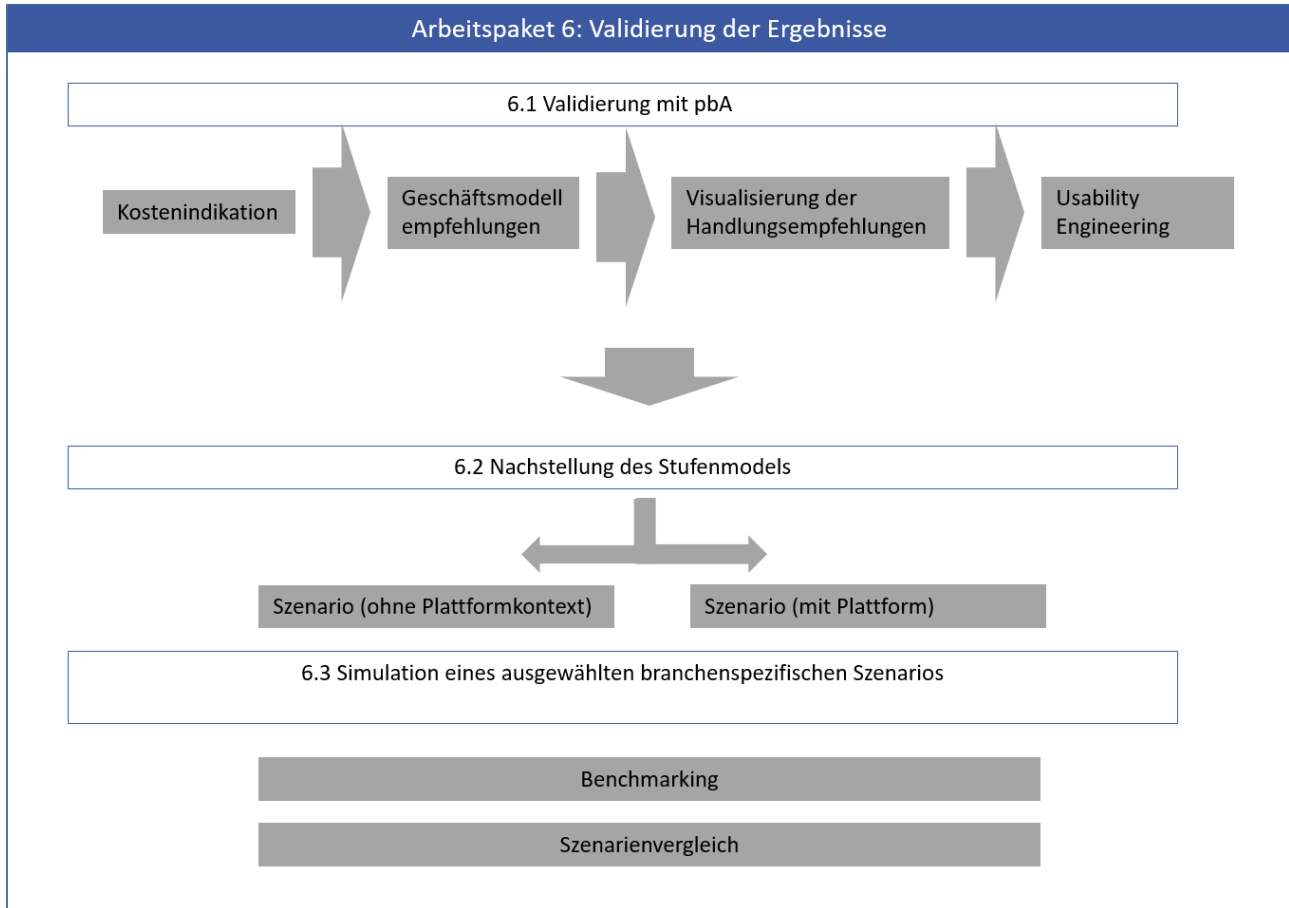 Arbeitspaket 6: Validierung der Ergebnisse
6.1 Validierung mit pbA
Kostenindikation
Geschäftsmodell
empfehlungen
Visualisierung der
Handlungsempfehlungen
Usability
Engineering
6.2 Nachstellung des Stufenmodels
Szenario (ohne Plattformkontext)
Szenario (mit Plattform)
6.3 Simulation eines ausgewählten branchenspezifischen Szenarios
Benchmarking
Szenarienvergleich